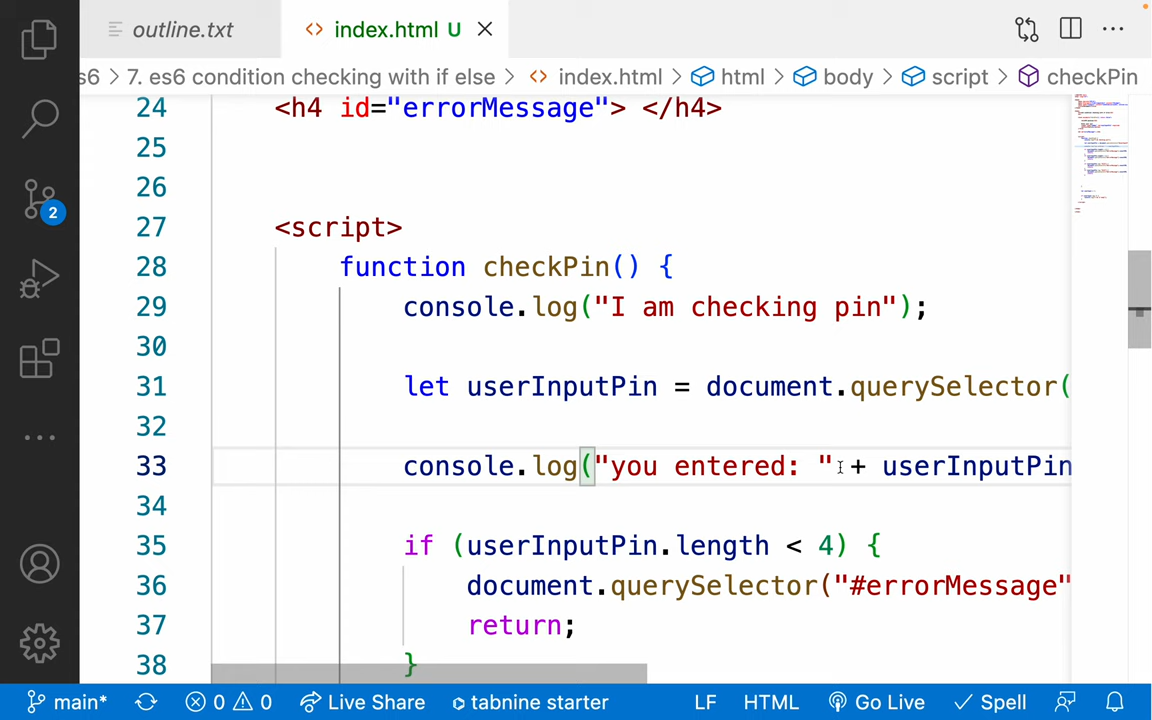 outline.txt
index.html U
s6 > 7. es6 condition checking with if else > index.html > html > body > script > checkPin
24 <h4 id="errorMessage"> </h4>
25
26
27 <script>
28 function checkPin() {
29 console.log("I am checking pin");
30
31 let userInputPin = document.querySelector(
32
33 console.log("you entered: " + userInputPin
34
35 if (userInputPin.length < 4) {
36 document.querySelector("#errorMessage"
37 return;
38 }
2
main* 0 0 Live Share tabnine starter LF HTML Go Live Spell